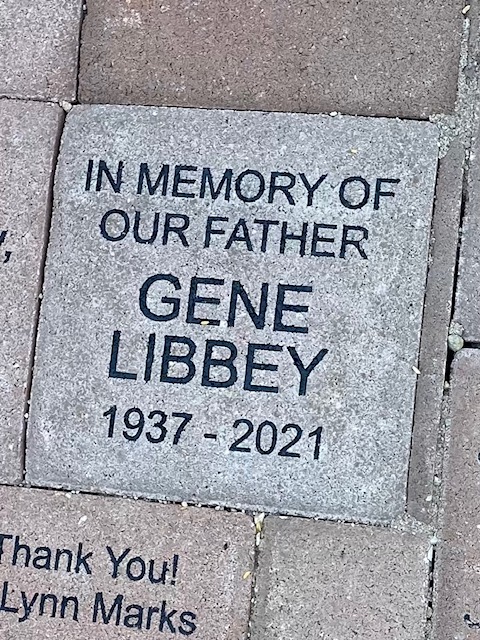 IN MEMORY OF
OUR FATHER
GENE
LIBBEY
1937 - 2021
Thank You!
Lynn Marks